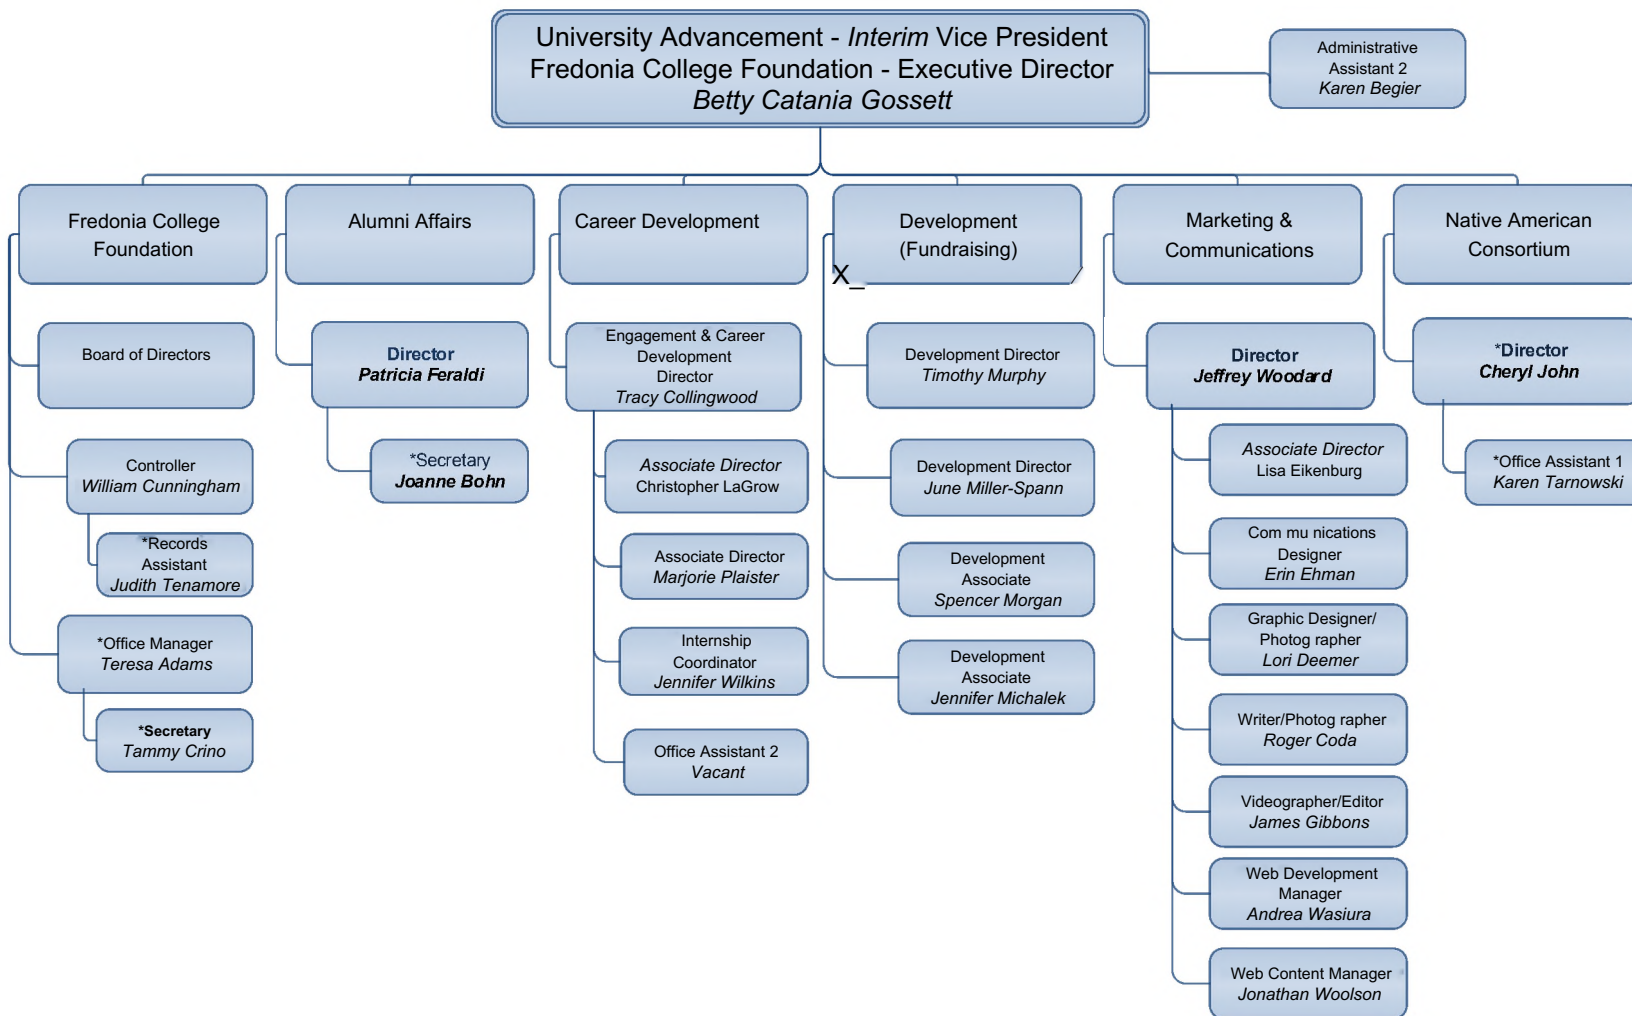 University Advancement - Interim Vice President
Fredonia College Foundation - Executive Director
Betty Catania Gossett
Administrative
Assistant 2
Karen Begier
Fredonia College
Foundation
Board of Directors
Controller
William Cunningham
*Records
Assistant
Judith Tenamore
*Office Manager
Teresa Adams
*Secretary
Tammy Crino
Alumni Affairs
Director
Patricia Feraldi
*Secretary
Joanne Bohn
Career Development
Engagement & Career
Development
Director
Tracy Collingwood
Associate Director
Christopher LaGrow
Associate Director
Marjorie Plaister
Internship
Coordinator
Jennifer Wilkins
Office Assistant 2
Vacant
Development
(Fundraising)
X_ /
Development Director
Timothy Murphy
Development Director
June Miller-Spann
Development
Associate
Spencer Morgan
Development
Associate
Jennifer Michalek
Marketing &
Communications
Director
Jeffrey Woodard
Associate Director
Lisa Eikenburg
Com mu nications
Designer
Erin Ehman
Graphic Designer/
Photog rapher
Lori Deemer
Writer/Photog rapher
Roger Coda
Videographer/Editor
James Gibbons
Web Development
Manager
Andrea Wasiura
Web Content Manager
Jonathan Woolson
Native American
Consortium
*Director
Cheryl John
*Office Assistant 1
Karen Tarnowski